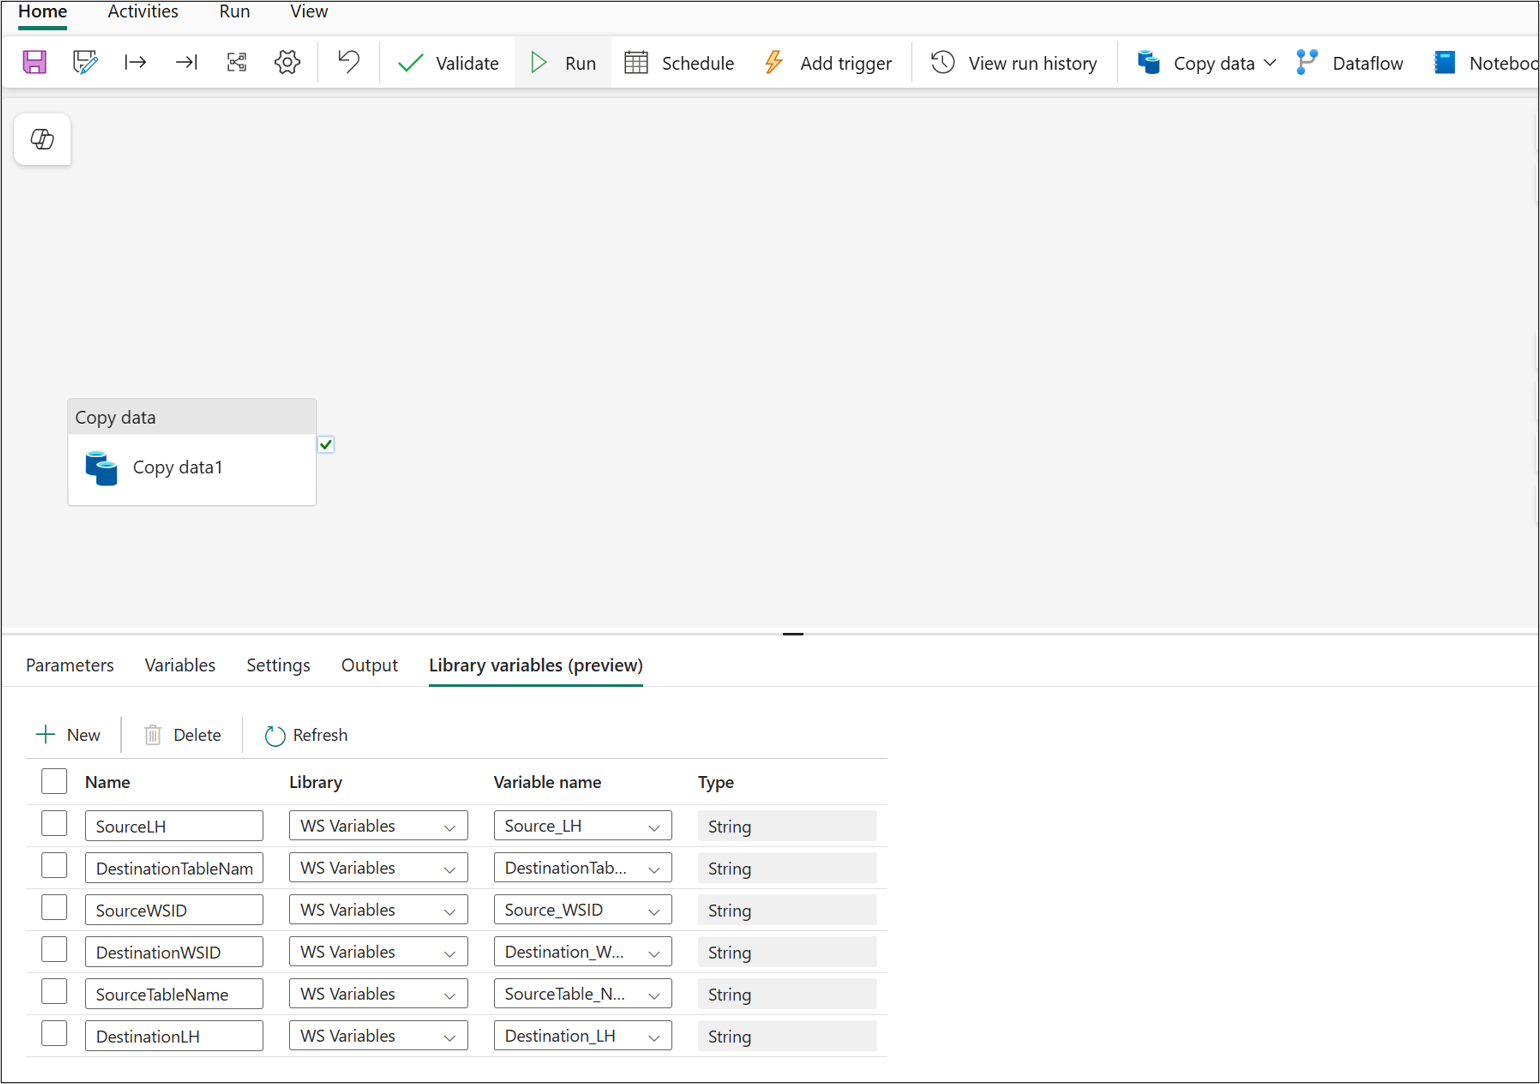 Home Activities Run View
Validate Run Schedule Add trigger View run history Copy data Dataflow Noteboo
Copy data
Copy data1
Parameters Variables Settings Output Library variables (preview)
New Delete Refresh
Name Library Variable name Type
SourceLH WS Variables Source_LH String
DestinationTableNam WS Variables DestinationTab... String
SourceWSID WS Variables Source_WSID String
DestinationWSID WS Variables Destination_W... String
SourceTableName WS Variables SourceTable_N... String
DestinationLH WS Variables Destination_LH String